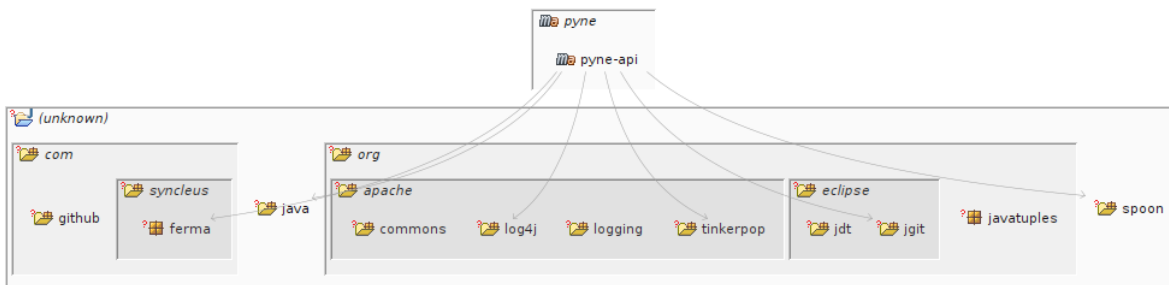 pyne
pyne-api
(unknown)
com
org
syncleus
apache
eclipse
github
ferma
java
commons
log4j
logging
tinkerpop
jdt
jgit
javatuples
spoon